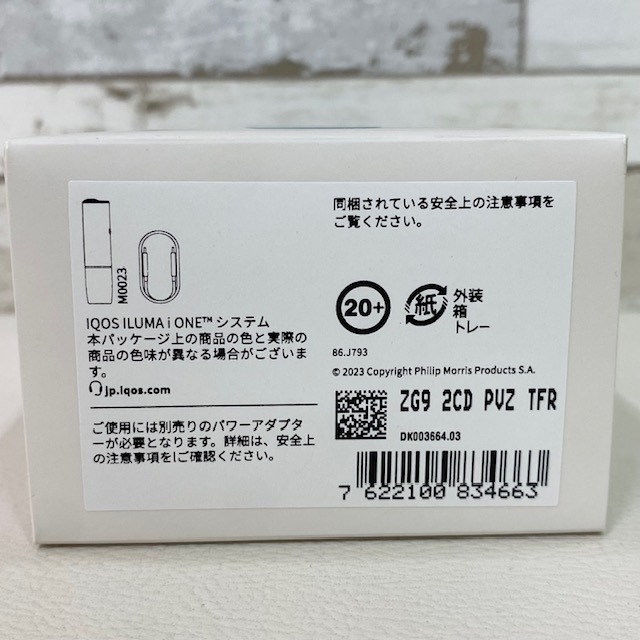 M0023
IQOS ILUMA i ONE™ システム
本パッケージ上の商品の色と実際の
商品の色味が異なる場合がございま
す。
jp.iqos.com
ご使用には別売りのパワーアダプタ
ーが必要となります。詳細は、安全上
の注意事項をご確認ください。
同梱されている安全上の注意事項を
ご覧ください。
20+
紙
外装
箱
トレー
86.J793
© 2023 Copyright Philip Morris Products S.A.
ZG9 2CD PVZ TFR
DK003664.03
7 622100 834663